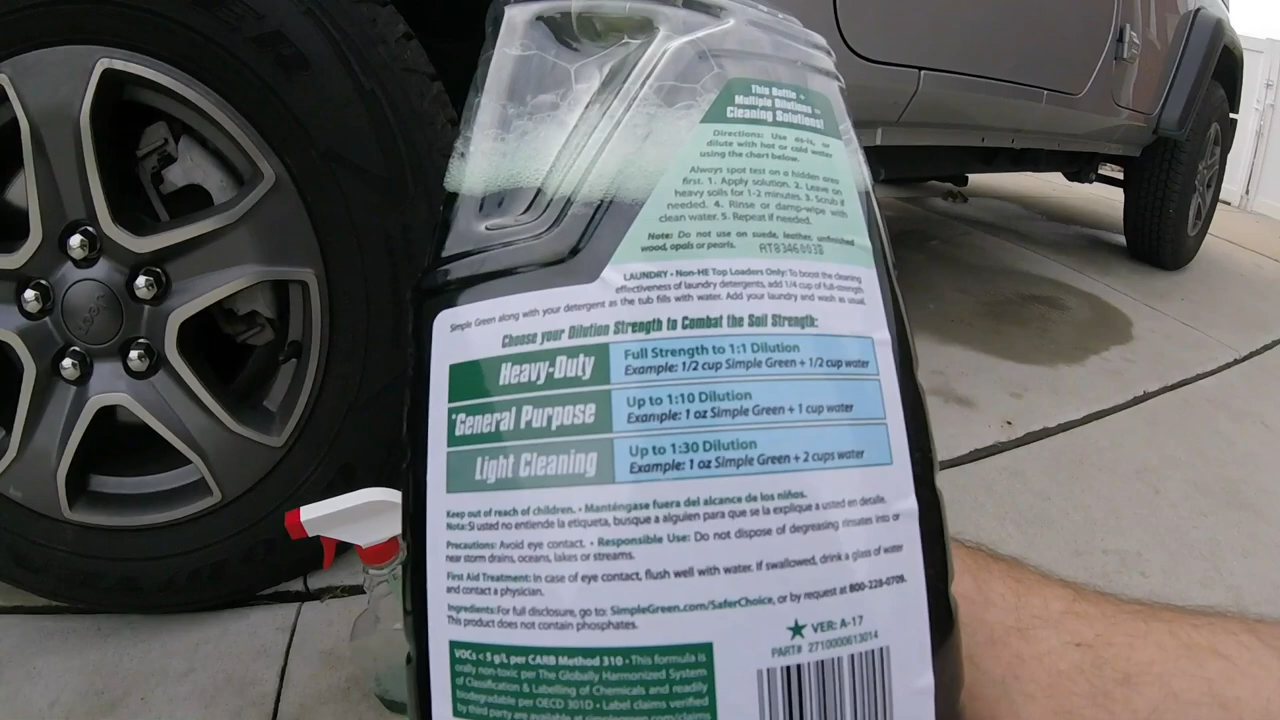 This Bottle +
Multiple Dilutions =
Cleaning Solutions!
Directions: Use as-is, or
dilute with hot or cold water
using the chart below.
Always spot test on a hidden area
first. 1. Apply solution. 2. Leave on
heavy soils for 1-2 minutes. 3. Scrub if
needed. 4. Rinse or damp-wipe with
clean water. 5. Repeat if needed.
Note: Do not use on suede, leather, unfinished
wood, opals or pearls.
AT8346003B
LAUNDRY • Non-HE Top Loaders Only: To boost the cleaning
effectiveness of laundry detergents, add 1/4 cup of full-strength
Simple Green along with your detergent as the tub fills with water. Add your laundry and wash as usual.
Choose your Dilution Strength to Combat the Soil Strength:
Heavy-Duty
Full Strength to 1:1 Dilution
Example: 1/2 cup Simple Green + 1/2 cup water
*General Purpose
Up to 1:10 Dilution
Example: 1 oz Simple Green + 1 cup water
Light Cleaning
Up to 1:30 Dilution
Example: 1 oz Simple Green + 2 cups water
Keep out of reach of children. • Manténgase fuera del alcance de los niños.
Nota: Si usted no entiende la etiqueta, busque a alguien para que se la explique a usted en detalle.
Precautions: Avoid eye contact. • Responsible Use: Do not dispose of degreasing rinsates into or
near storm drains, oceans, lakes or streams.
First Aid Treatment: In case of eye contact, flush well with water. If swallowed, drink a glass of water
and contact a physician.
Ingredients: For full disclosure, go to: SimpleGreen.com/SaferChoice, or by request at 800-228-0709.
This product does not contain phosphates.
VER: A-17
PART# 2710000613014
VOCs < 5 g/L per CARB Method 310 • This formula is
orally non-toxic per The Globally Harmonized System
of Classification & Labelling of Chemicals and readily
biodegradable per OECD 301D • Label claims verified
by third party are available at simplegreen.com/claims
Jeep